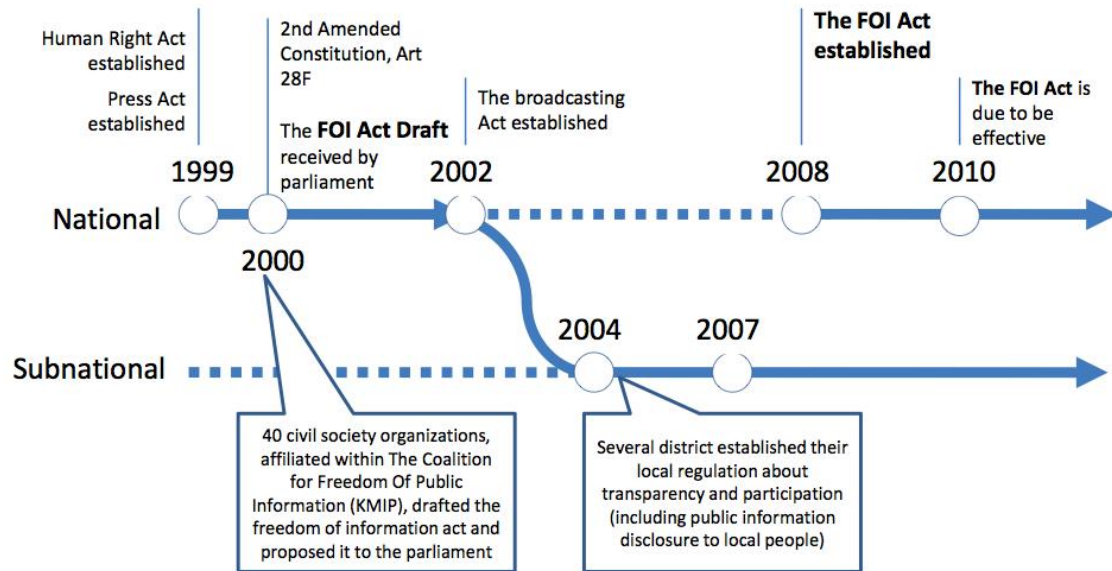 Human Right Act
established
Press Act
established
2nd Amended
Constitution, Art
28F
The FOI Act Draft
received by
parliament
The broadcasting
Act established
The FOI Act
established
The FOI Act is
due to be
effective
1999
2002
2008
2010
National
2000
2004
2007
Subnational
40 civil society organizations,
affiliated within The Coalition
for Freedom Of Public
Information (KMIP), drafted the
freedom of information act and
proposed it to the parliament
Several district established their
local regulation about
transparency and participation
(including public information
disclosure to local people)